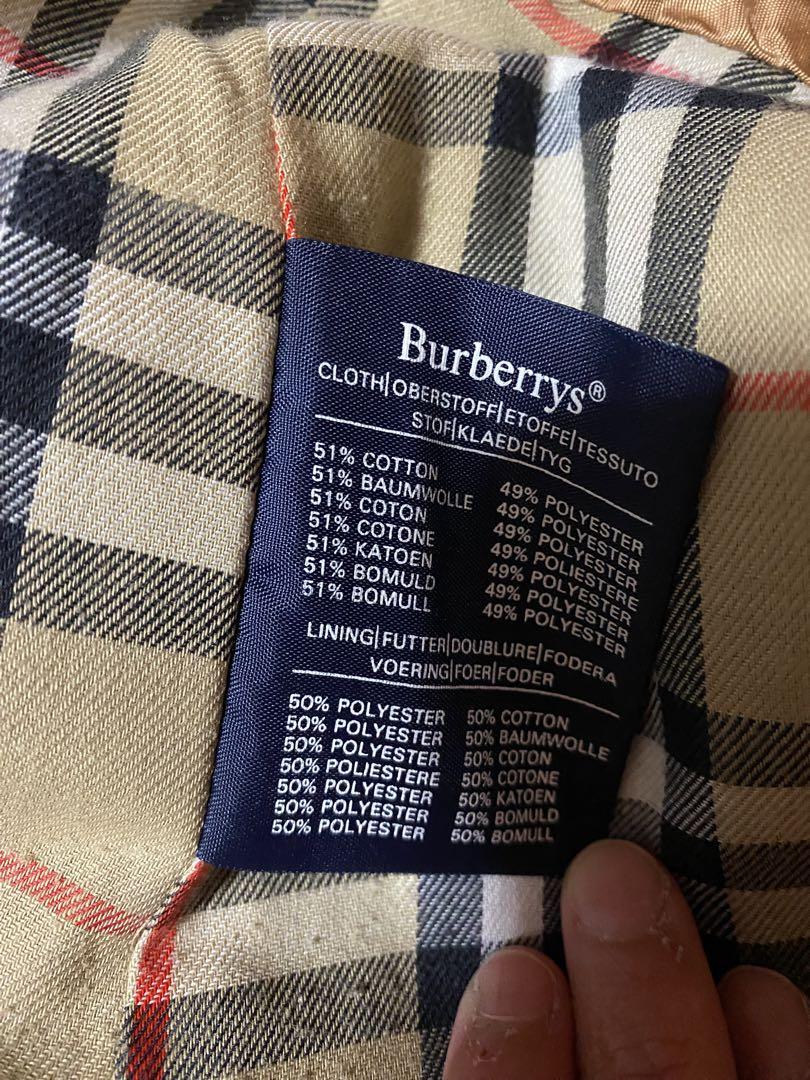 Burberrys®
CLOTH|OBERSTOFF|ETOFFE|TESSUTO
STOF|KLAEDE|TYG
51% COTTON 49% POLYESTER
51% BAUMWOLLE 49% POLYESTER
51% COTON 49% POLYESTER
51% COTONE 49% POLIESTERE
51% KATOEN 49% POLYESTER
51% BOMULD 49% POLYESTER
51% BOMULL 49% POLYESTER
LINING|FUTTER|DOUBLURE|FODERA
VOERING|FOER|FODER
50% POLYESTER 50% COTTON
50% POLYESTER 50% BAUMWOLLE
50% POLYESTER 50% COTON
50% POLIESTERE 50% COTONE
50% POLYESTER 50% KATOEN
50% POLYESTER 50% BOMULD
50% POLYESTER 50% BOMULL